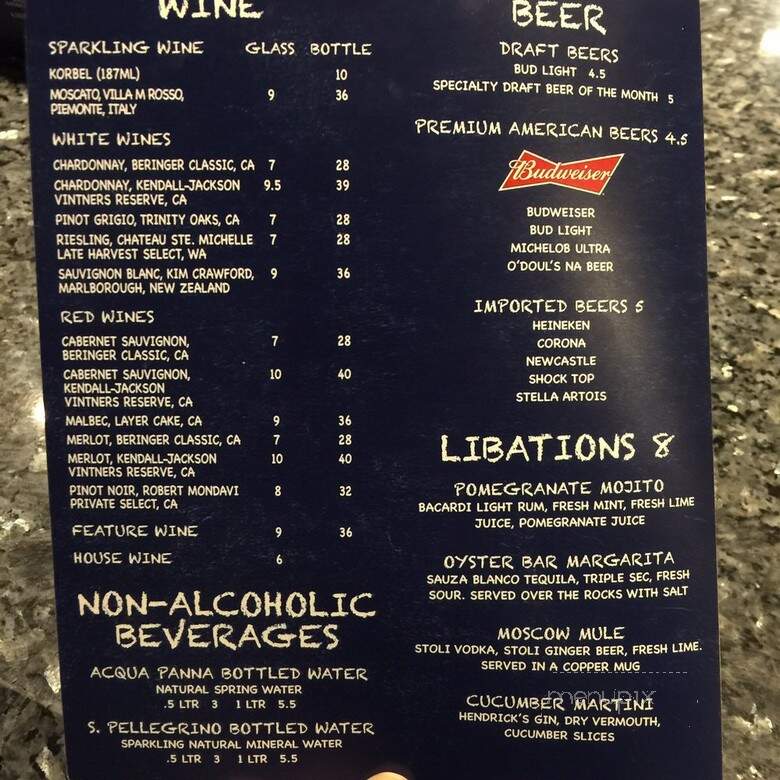 WINE
SPARKLING WINE GLASS BOTTLE
KORBEL (187ML) 10
MOSCATO, VILLA M ROSSO, 9 36
PIEMONTE, ITALY
WHITE WINES
CHARDONNAY, BERINGER CLASSIC, CA 7 28
CHARDONNAY, KENDALL-JACKSON 9.5 39
VINTNERS RESERVE, CA
PINOT GRIGIO, TRINITY OAKS, CA 7 28
RIESLING, CHATEAU STE. MICHELLE 7 28
LATE HARVEST SELECT, WA
SAUVIGNON BLANC, KIM CRAWFORD, 9 36
MARLBOROUGH, NEW ZEALAND
RED WINES
CABERNET SAUVIGNON, 7 28
BERINGER CLASSIC, CA
CABERNET SAUVIGNON, 10 40
KENDALL-JACKSON
VINTNERS RESERVE, CA
MALBEC, LAYER CAKE, CA 9 36
MERLOT, BERINGER CLASSIC, CA 7 28
MERLOT, KENDALL-JACKSON 10 40
VINTNERS RESERVE, CA
PINOT NOIR, ROBERT MONDAVI 8 32
PRIVATE SELECT, CA
FEATURE WINE 9 36
HOUSE WINE 6
NON-ALCOHOLIC
BEVERAGES
ACQUA PANNA BOTTLED WATER
NATURAL SPRING WATER
.5 LTR 3 1 LTR 5.5
S. PELLEGRINO BOTTLED WATER
SPARKLING NATURAL MINERAL WATER
.5 LTR 3 1 LTR 5.5
BEER
DRAFT BEERS
BUD LIGHT 4.5
SPECIALTY DRAFT BEER OF THE MONTH 5
PREMIUM AMERICAN BEERS 4.5
Budweiser
BUDWEISER
BUD LIGHT
MICHELOB ULTRA
O'DOUL'S NA BEER
IMPORTED BEERS 5
HEINEKEN
CORONA
NEWCASTLE
SHOCK TOP
STELLA ARTOIS
LIBATIONS 8
POMEGRANATE MOJITO
BACARDI LIGHT RUM, FRESH MINT, FRESH LIME
JUICE, POMEGRANATE JUICE
OYSTER BAR MARGARITA
SAUZA BLANCO TEQUILA, TRIPLE SEC, FRESH
SOUR. SERVED OVER THE ROCKS WITH SALT
MOSCOW MULE
STOLI VODKA, STOLI GINGER BEER, FRESH LIME.
SERVED IN A COPPER MUG
menupix
CUCUMBER MARTINI
HENDRICK'S GIN, DRY VERMOUTH,
CUCUMBER SLICES